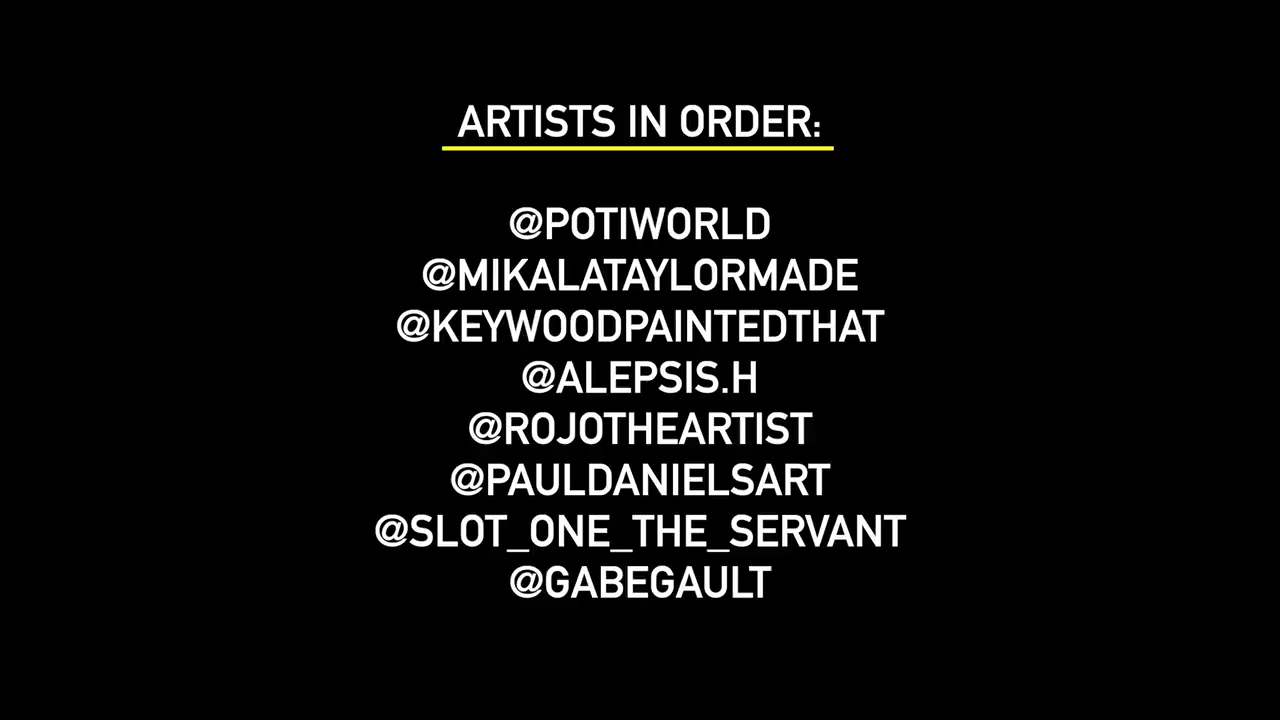 ARTISTS IN ORDER:
@POTIWORLD
@MIKALATAYLORMADE
@KEYWOODPAINTEDTHAT
@ALEPSIS.H
@ROJOTHEARTIST
@PAULDANIELSART
@SLOT_ONE_THE_SERVANT
@GABEGAULT